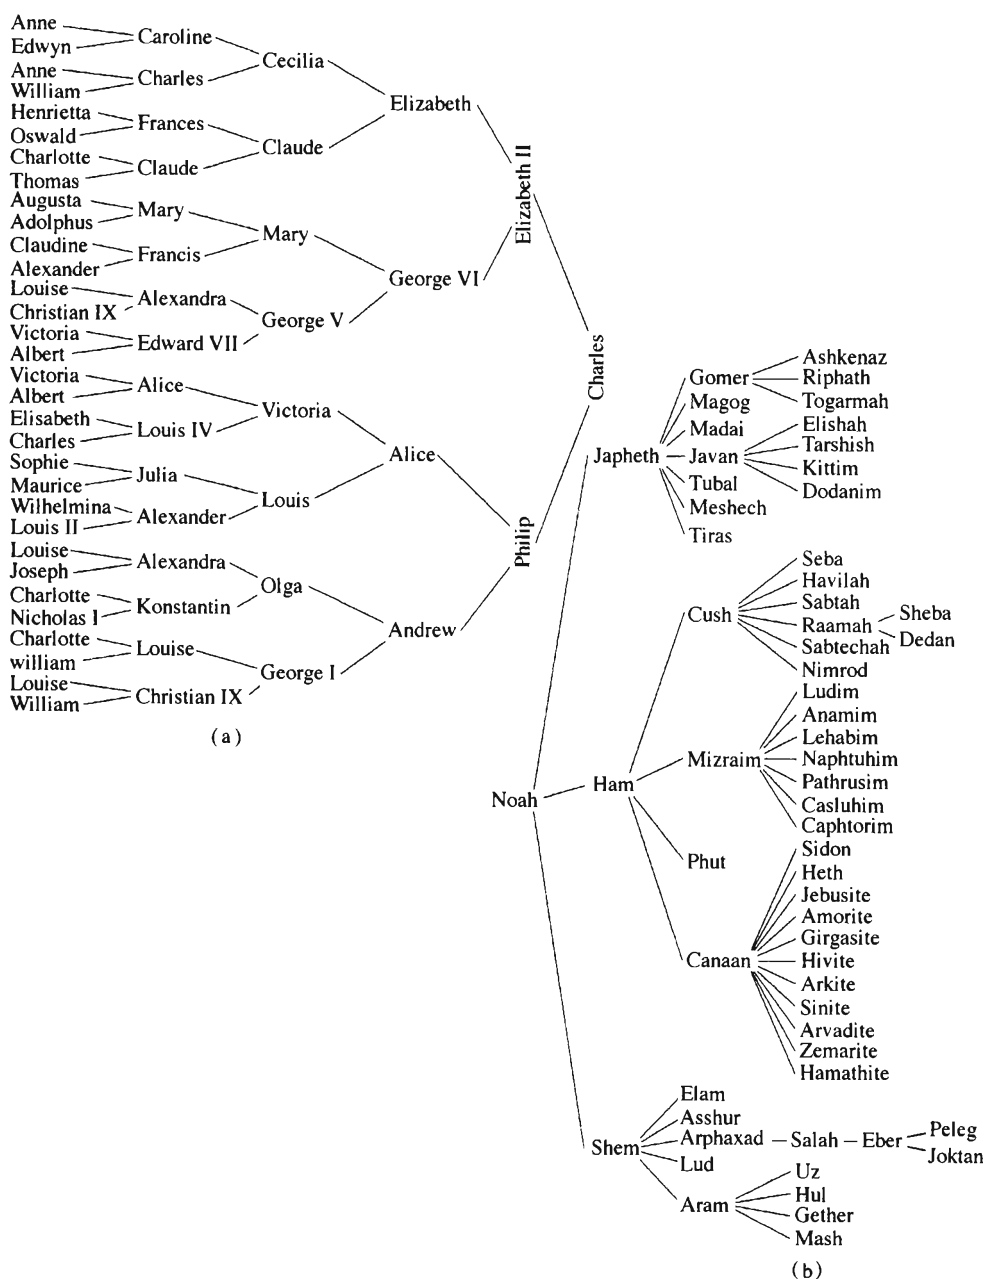 Anne
Edwyn
Caroline
Anne
William
Charles
Cecilia
Henrietta
Oswald
Frances
Charlotte
Thomas
Claude
Claude
Elizabeth
Augusta
Adolphus
Mary
Claudine
Alexander
Francis
Mary
Louise
Christian IX
Alexandra
Victoria
Albert
Edward VII
George V
George VI
Elizabeth II
Victoria
Albert
Alice
Elisabeth
Charles
Louis IV
Victoria
Sophie
Maurice
Julia
Wilhelmina
Louis II
Alexander
Louis
Alice
Louise
Joseph
Alexandra
Charlotte
Nicholas I
Konstantin
Olga
Charlotte
william
Louise
Louise
William
Christian IX
George I
Andrew
Philip
Charles
(a)
Noah
Japheth
Gomer
Ashkenaz
Riphath
Togarmah
Magog
Madai
Javan
Elishah
Tarshish
Kittim
Dodanim
Tubal
Meshech
Tiras
Ham
Cush
Seba
Havilah
Sabtah
Raamah
Sheba
Dedan
Sabtechah
Nimrod
Mizraim
Ludim
Anamim
Lehabim
Naphtuhim
Pathrusim
Casluhim
Caphtorim
Phut
Canaan
Sidon
Heth
Jebusite
Amorite
Girgasite
Hivite
Arkite
Sinite
Arvadite
Zemarite
Hamathite
Shem
Elam
Asshur
Arphaxad
Salah
Eber
Peleg
Joktan
Lud
Aram
Uz
Hul
Gether
Mash
(b)